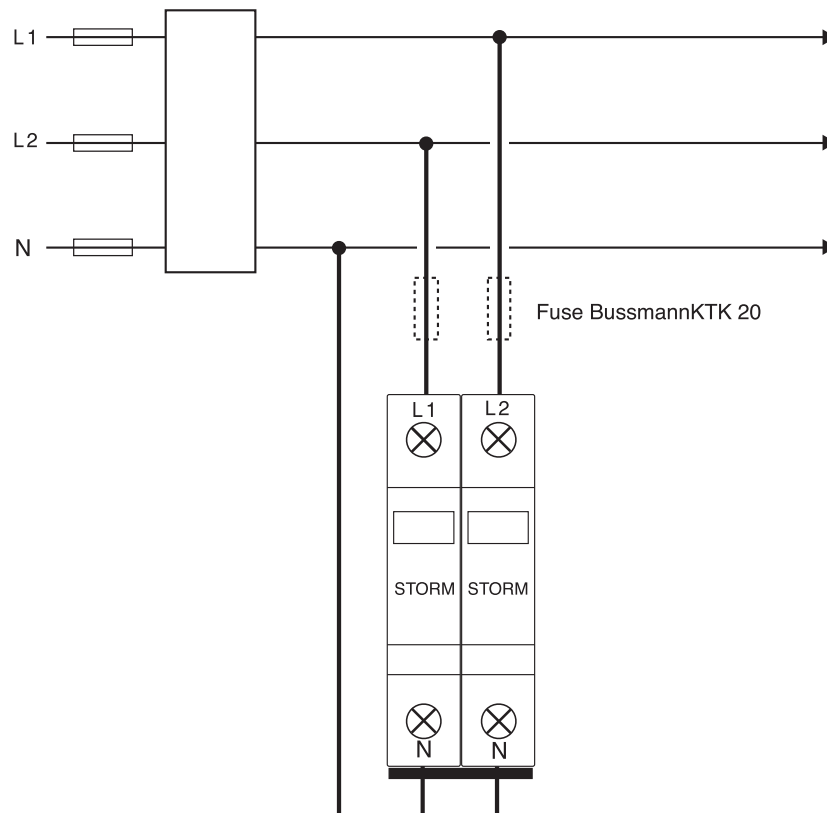 L1
L2
N
Fuse BussmannKTK 20
L1 L2
STORM STORM
N N